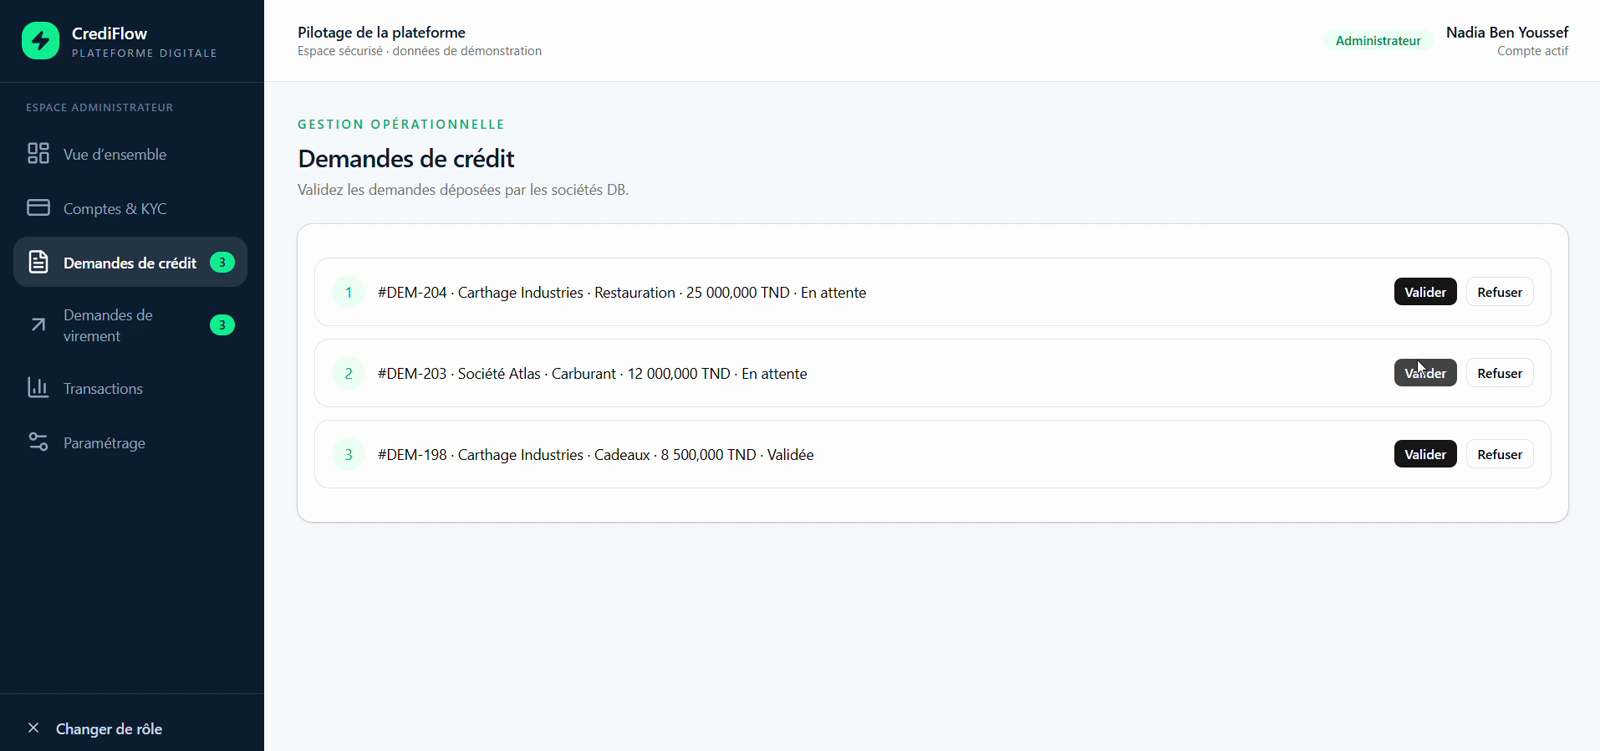 CrediFlow
PLATEFORME DIGITALE
ESPACE ADMINISTRATEUR
Vue d’ensemble
Comptes & KYC
Demandes de crédit 3
Demandes de
virement 3
Transactions
Paramétrage
Changer de rôle
Pilotage de la plateforme
Espace sécurisé · données de démonstration
Administrateur
Nadia Ben Youssef
Compte actif
GESTION OPÉRATIONNELLE
Demandes de crédit
Validez les demandes déposées par les sociétés DB.
1 #DEM-204 · Carthage Industries · Restauration · 25 000,000 TND · En attente Valider Refuser
2 #DEM-203 · Société Atlas · Carburant · 12 000,000 TND · En attente Valider Refuser
3 #DEM-198 · Carthage Industries · Cadeaux · 8 500,000 TND · Validée Valider Refuser